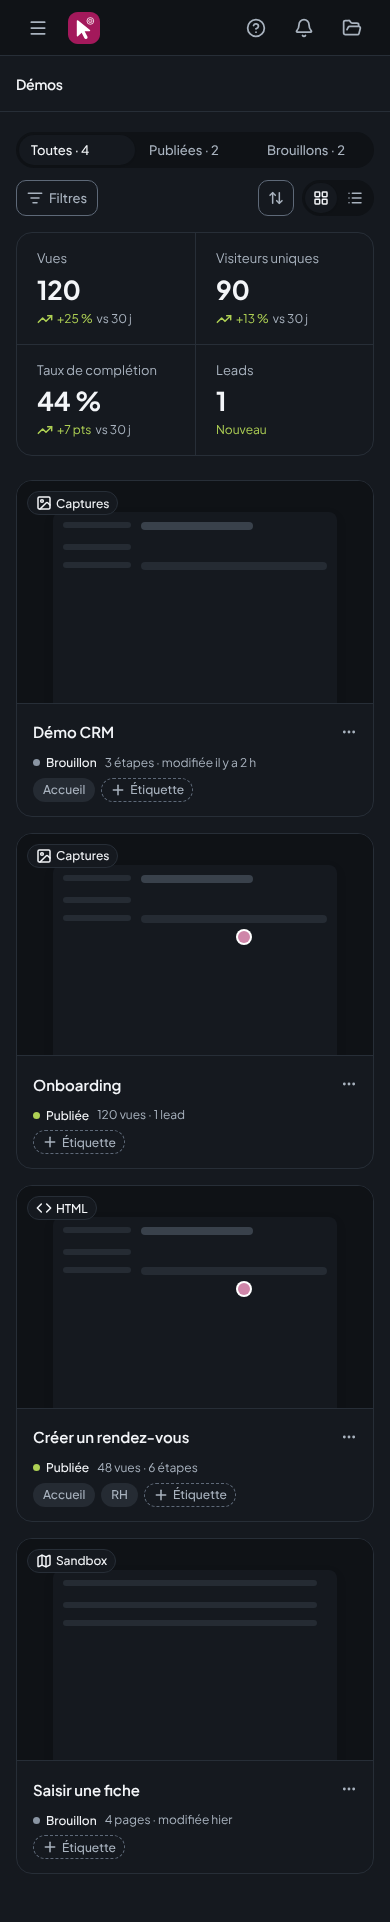 Démos
Toutes · 4
Publiées · 2
Brouillons · 2
Filtres
Vues
120
+25 % vs 30 j
Visiteurs uniques
90
+13 % vs 30 j
Taux de complétion
44 %
+7 pts vs 30 j
Leads
1
Nouveau
Captures
Démo CRM
Brouillon 3 étapes · modifiée il y a 2 h
Accueil + Étiquette
Captures
Onboarding
Publiée 120 vues · 1 lead
+ Étiquette
HTML
Créer un rendez-vous
Publiée 48 vues · 6 étapes
Accueil RH + Étiquette
Sandbox
Saisir une fiche
Brouillon 4 pages · modifiée hier
+ Étiquette